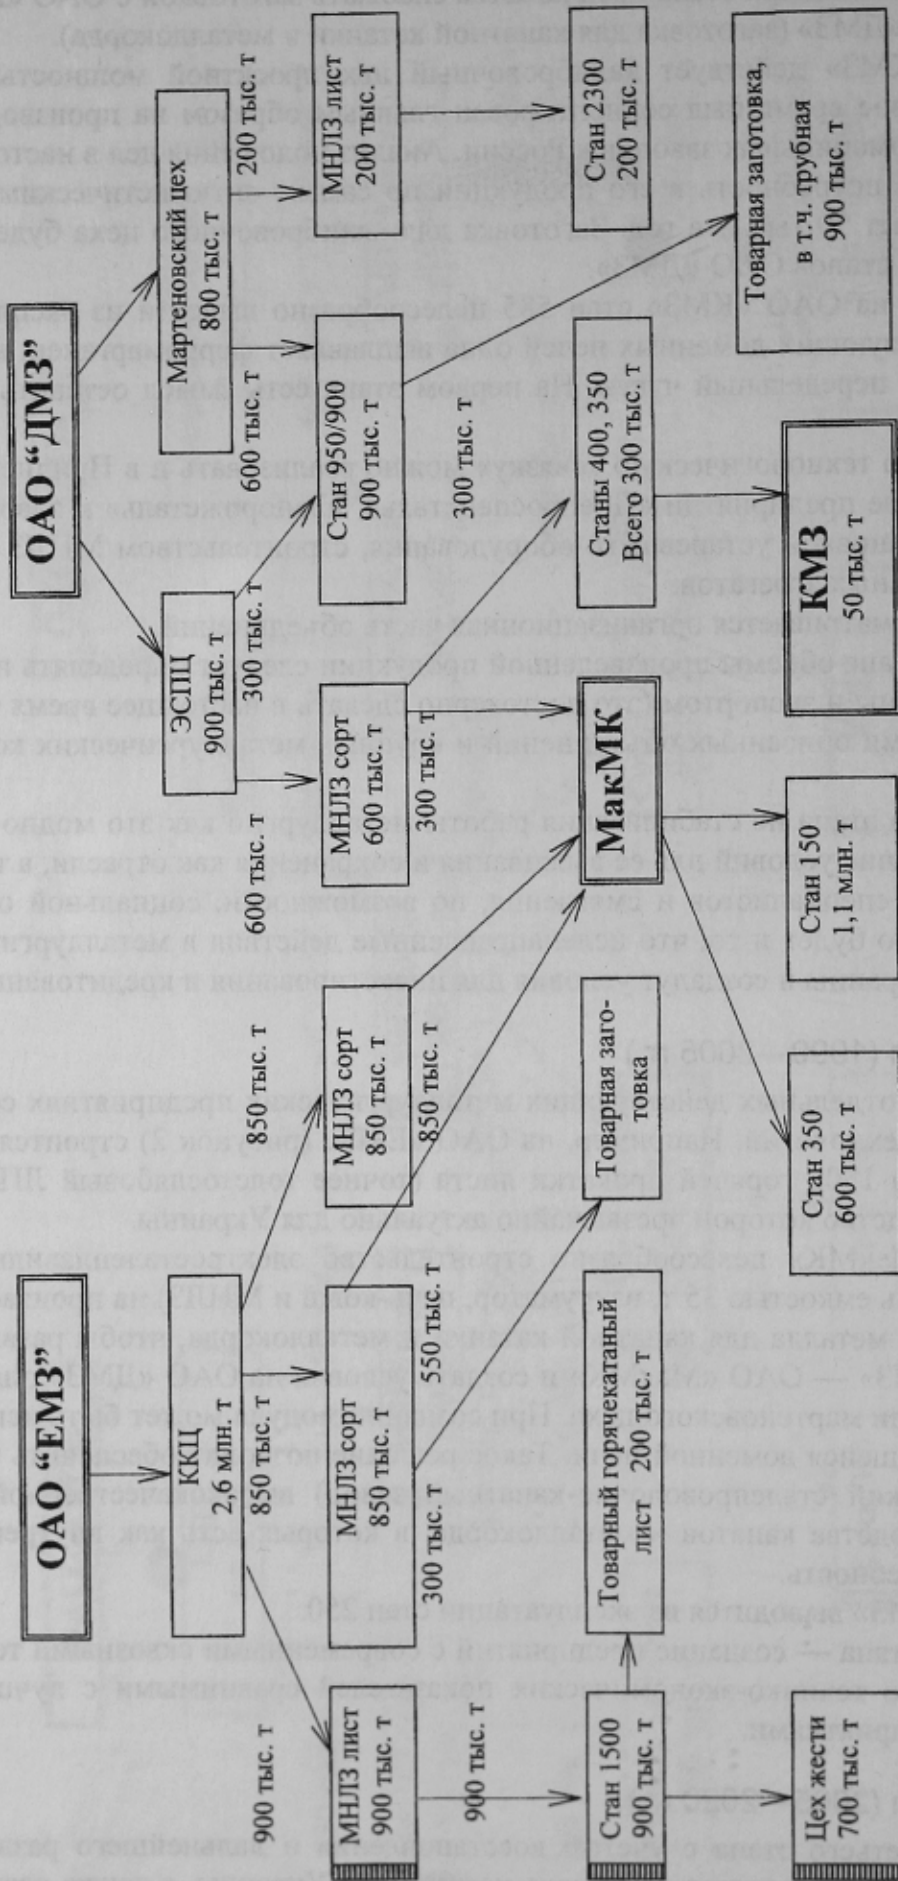 ОАО “ЕМЗ”
ОАО “ДМЗ”
ККЦ
2,6 млн. т
ЭСПЦ
900 тыс. т
Мартеновский цех
800 тыс. т
900 тыс. т
850 тыс. т
850 тыс. т
600 тыс. т
300 тыс. т
600 тыс. т
200 тыс. т
МНЛЗ лист
900 тыс. т
МНЛЗ сорт
850 тыс. т
МНЛЗ сорт
850 тыс. т
МНЛЗ сорт
600 тыс. т
Стан 950/900
900 тыс. т
МНЛЗ лист
200 тыс. т
900 тыс. т
300 тыс. т
550 тыс. т
850 тыс. т
300 тыс. т
300 тыс. т
Стан 1500
900 тыс. т
Товарный горячекатаный
лист 200 тыс. т
Товарная заго-
товка
МакМК
Станы 400, 350
Всего 300 тыс. т
Стан 2300
200 тыс. т
Цех жести
700 тыс. т
Стан 350
600 тыс. т
Стан 150
1,1 млн. т
КМЗ
50 тыс. т
Товарная заготовка,
в т.ч. трубная
900 тыс. т